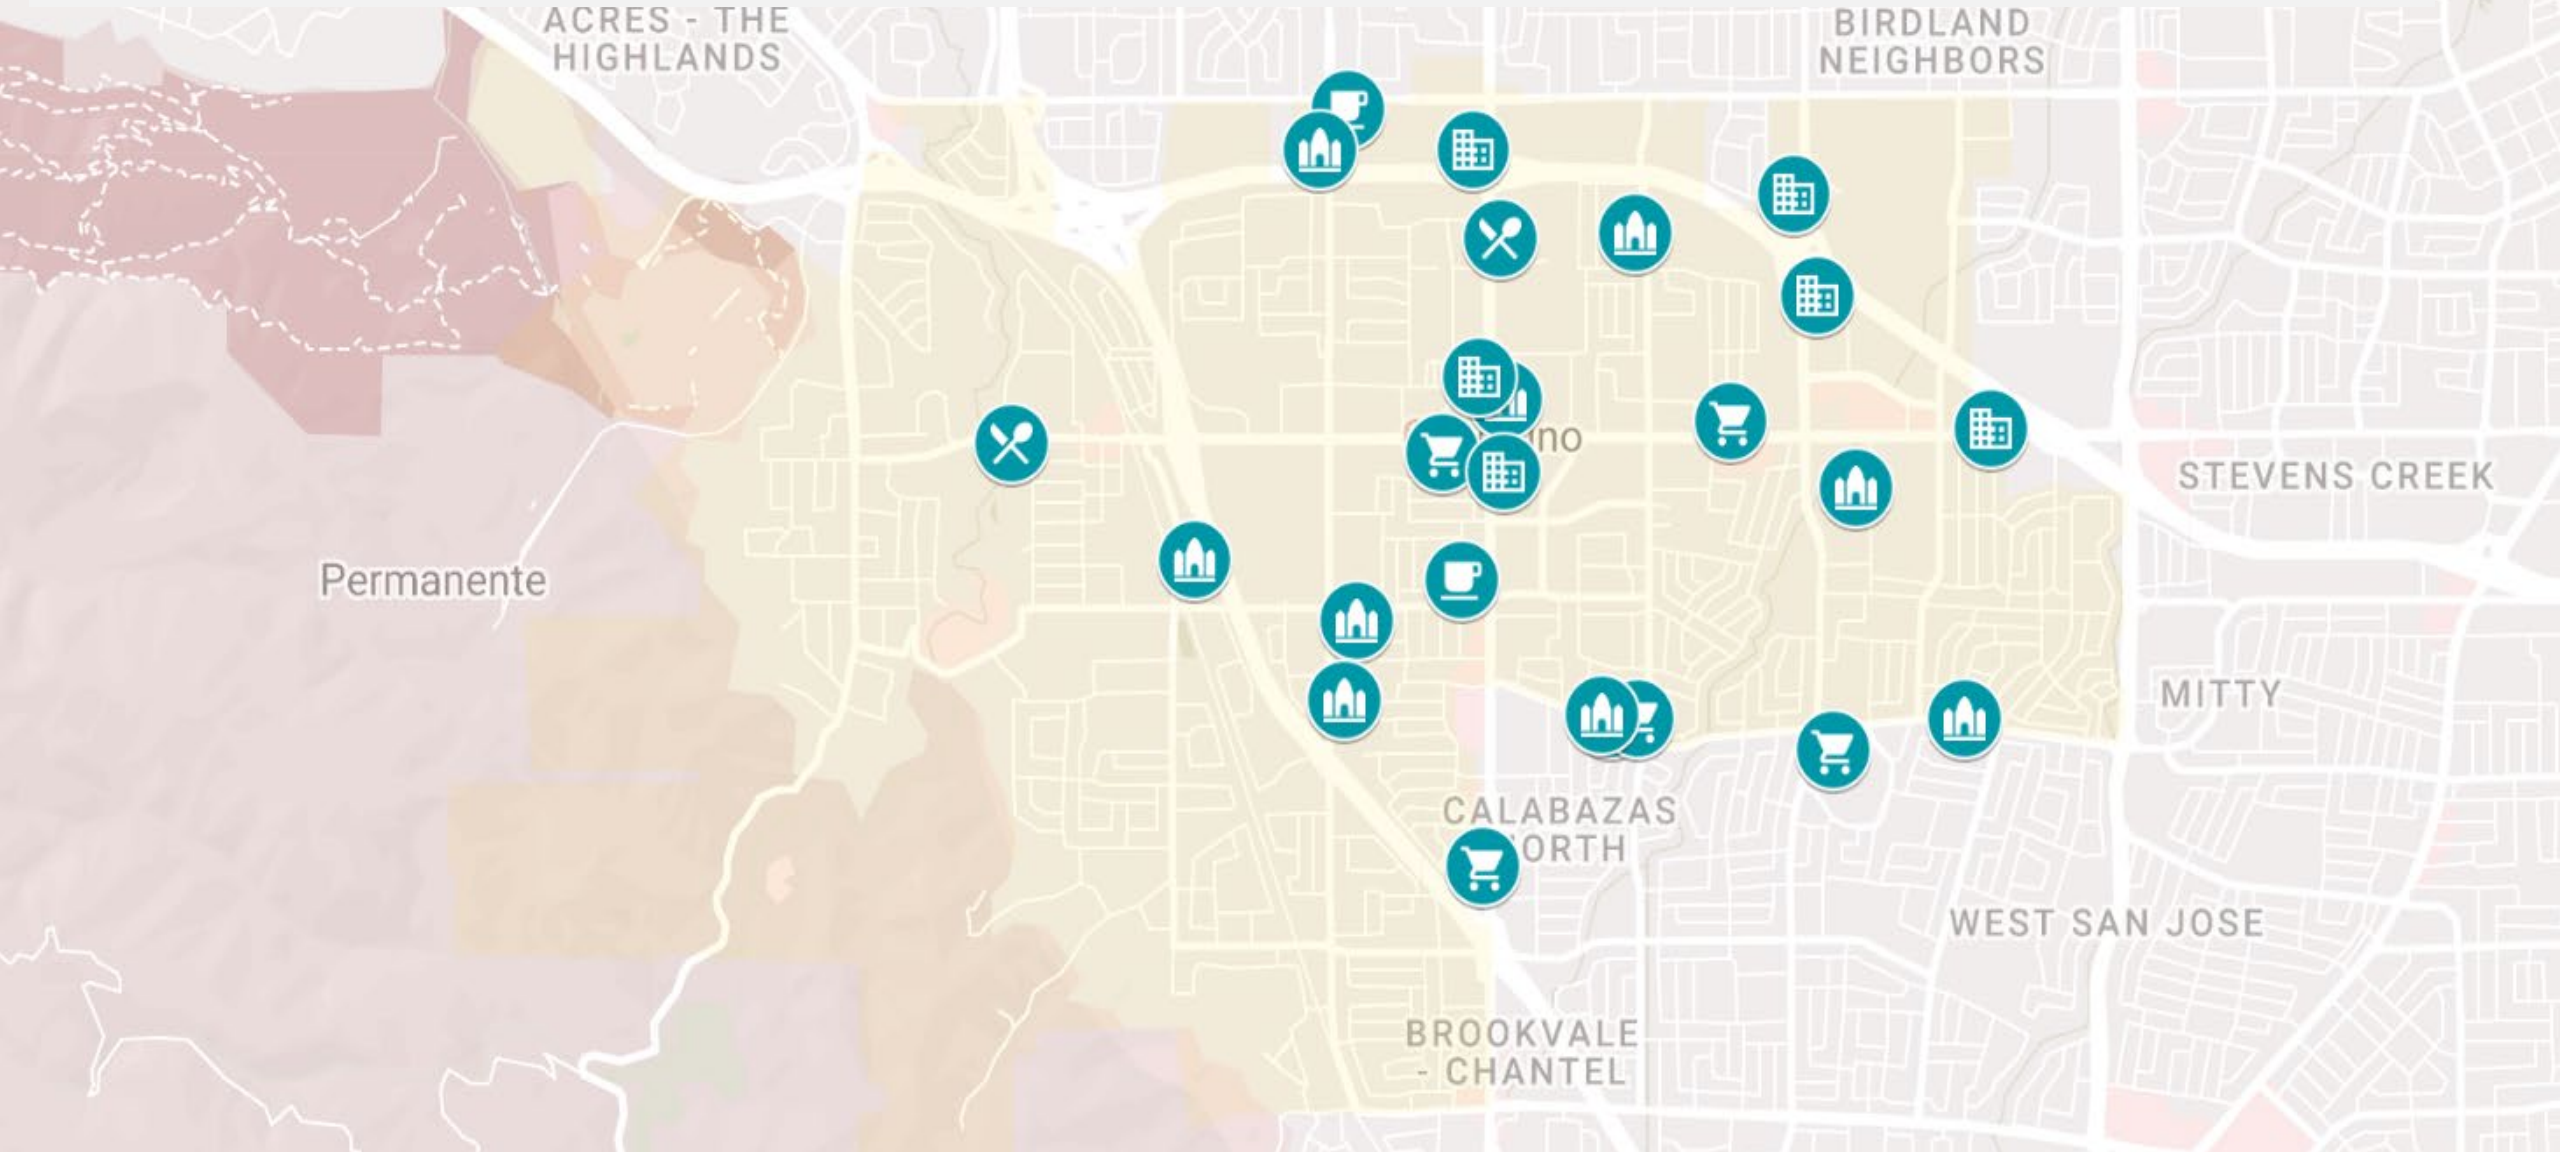 ACRES - THE
HIGHLANDS
BIRDLAND
NEIGHBORS
STEVENS CREEK
Permanente
MITTY
CALABAZAS
WEST SAN JOSE
BROOKVALE
- CHANTEL